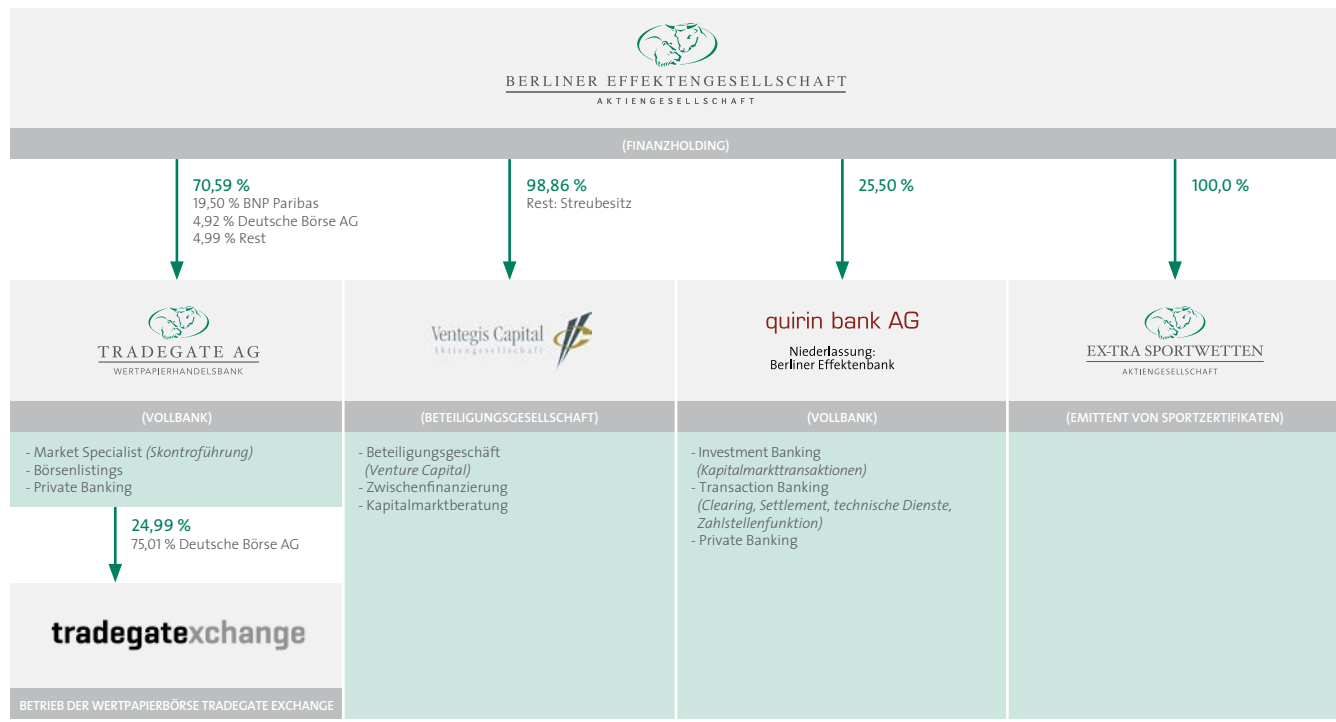 BERLINER EFFEKTENGESELLSCHAFT
AKTIENGESELLSCHAFT
(FINANZHOLDING)
70,59 %
19,50 % BNP Paribas
4,92 % Deutsche Börse AG
4,99 % Rest
98,86 %
Rest: Streubesitz
25,50 %
100,0 %
TRADEGATE AG
WERTPAPIERHANDELSBANK
(VOLLBANK)
- Market Specialist (Skontroführung)
- Börsenlistings
- Private Banking
24,99 %
75,01 % Deutsche Börse AG
tradegatexchange
BETRIEB DER WERTPAPIERBÖRSE TRADEGATE EXCHANGE
Ventegis Capital
Aktiengesellschaft
(BETEILIGUNGSGESELLSCHAFT)
- Beteiligungsgeschäft
(Venture Capital)
- Zwischenfinanzierung
- Kapitalmarktberatung
quirin bank AG
Niederlassung:
Berliner Effektenbank
(VOLLBANK)
- Investment Banking
(Kapitalmarkttransaktionen)
- Transaction Banking
(Clearing, Settlement, technische Dienste,
Zahlstellenfunktion)
- Private Banking
EX-TRA SPORTWETTEN
AKTIENGESELLSCHAFT
(EMITTENT VON SPORTZERTIFIKATEN)